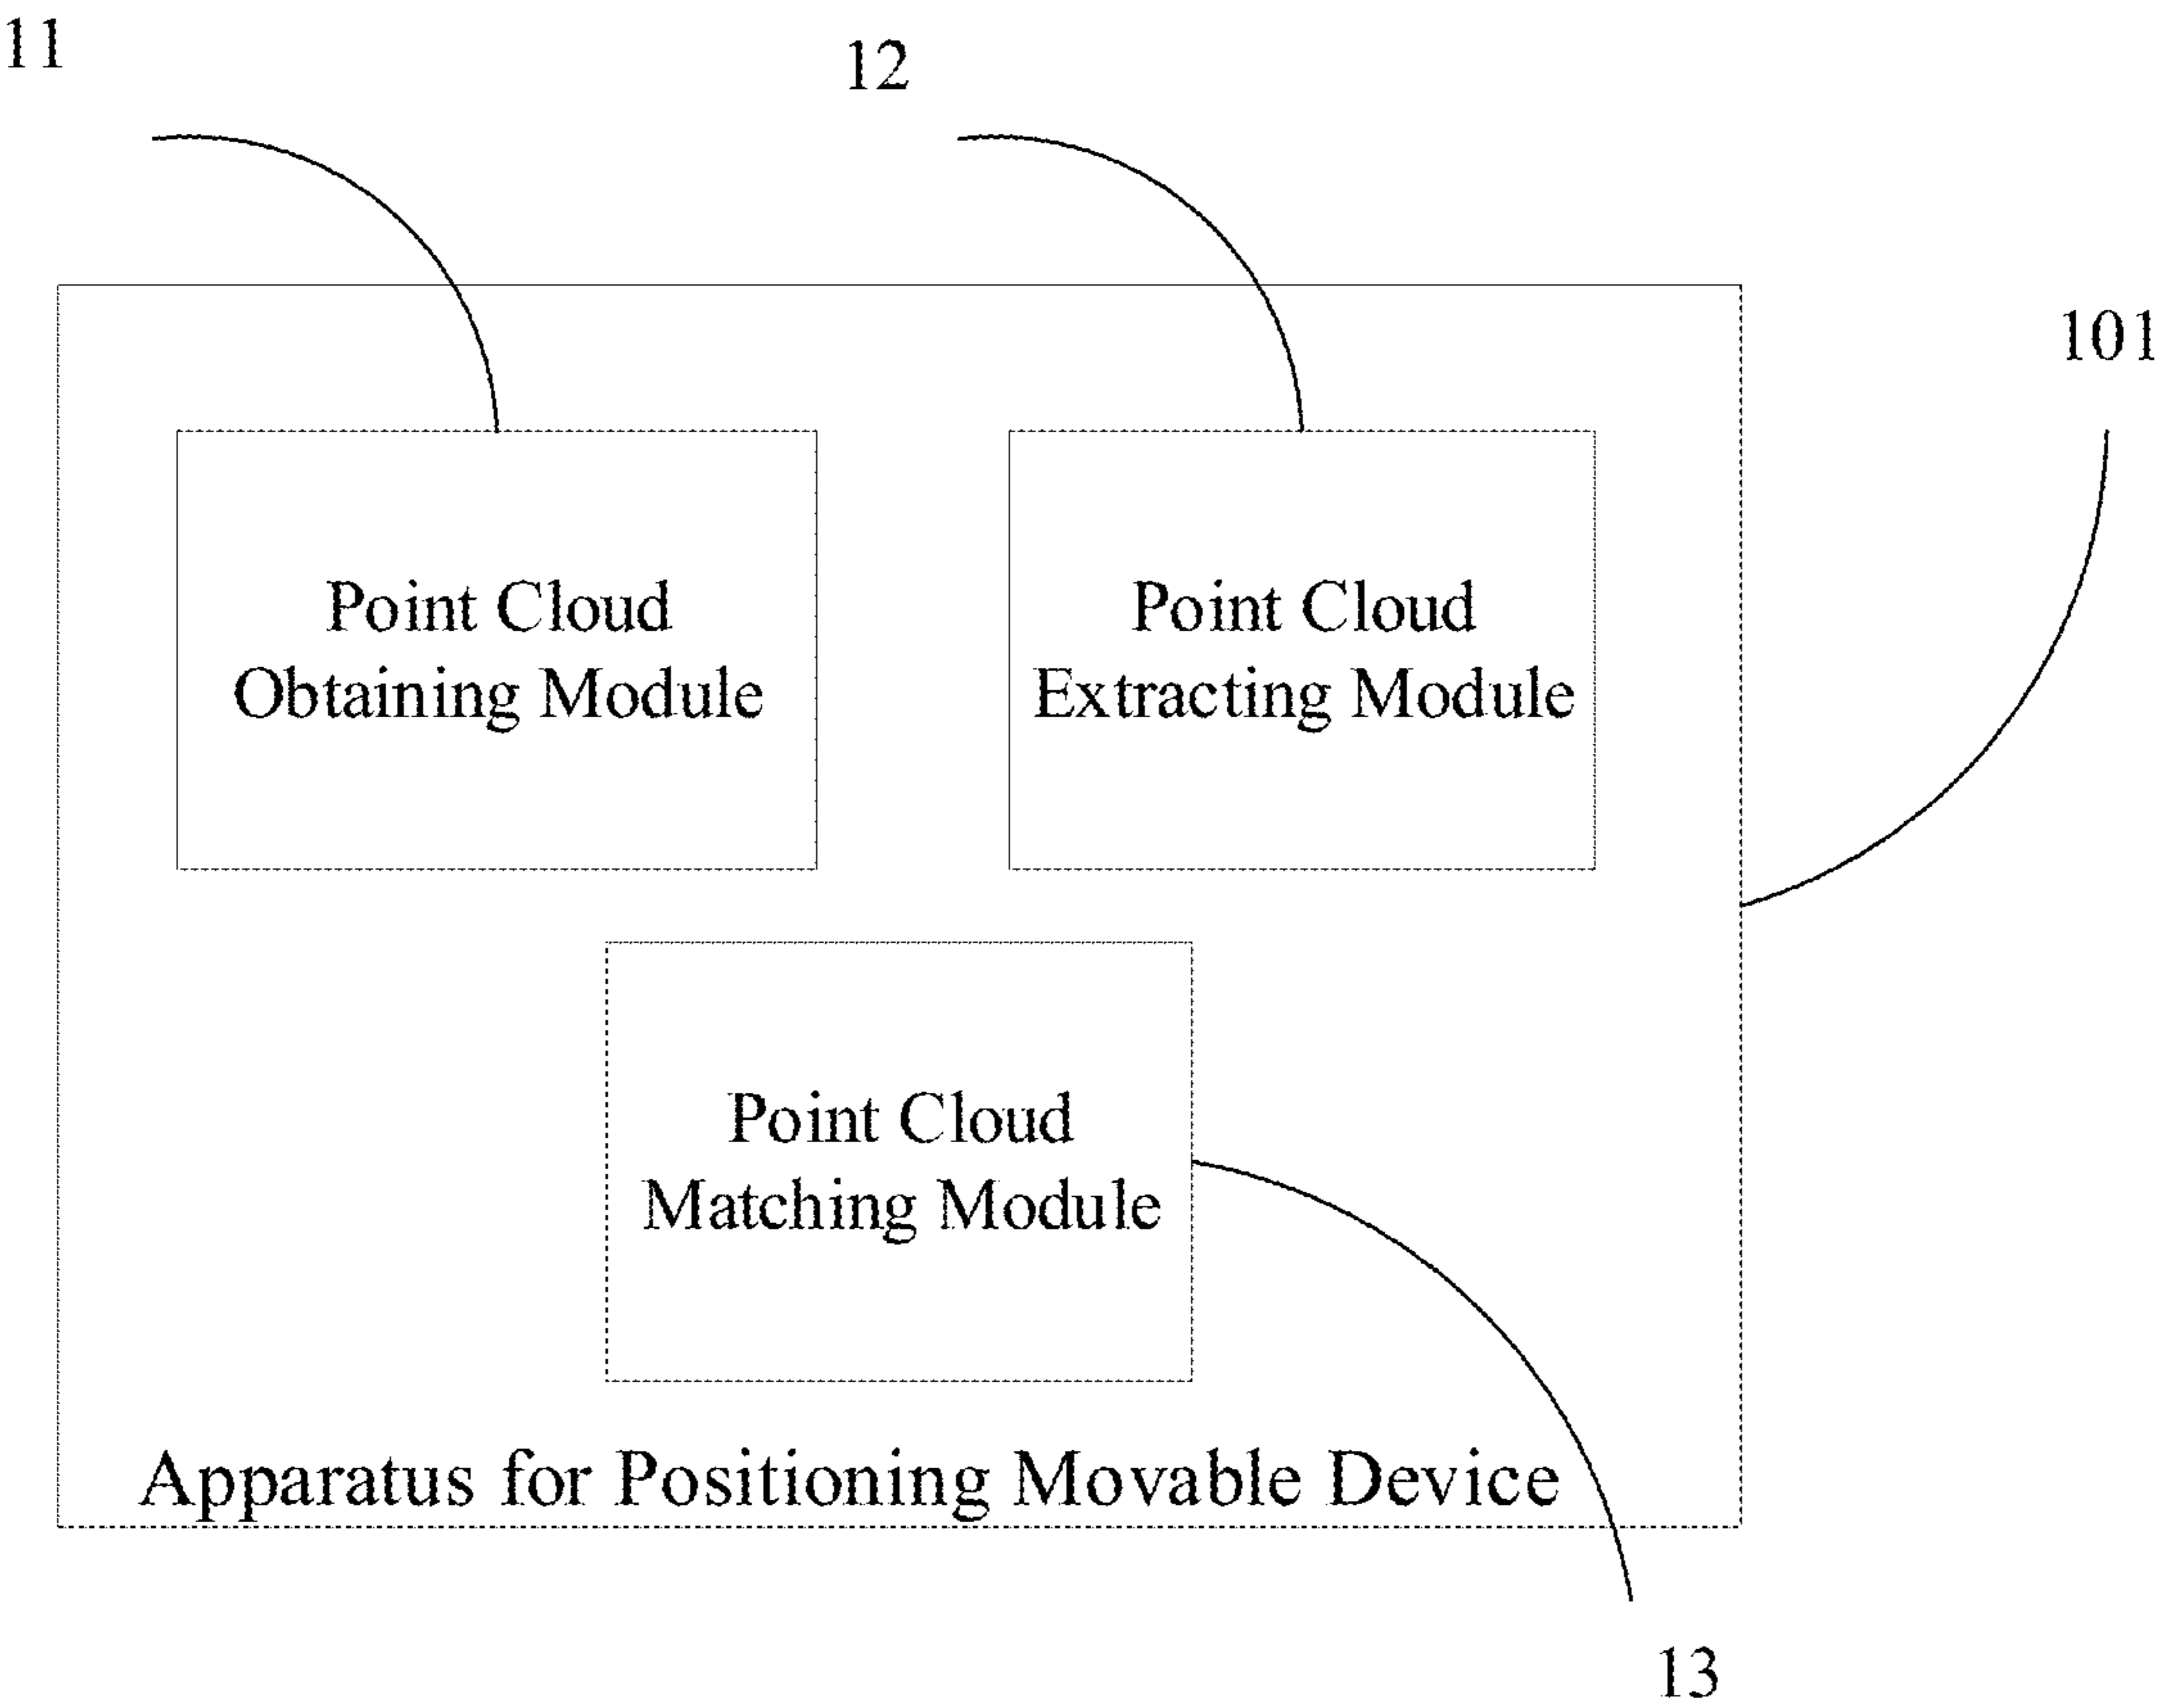 11
12
101
Point Cloud
Obtaining Module
Point Cloud
Extracting Module
Point Cloud
Matching Module
Apparatus for Positioning Movable Device
13